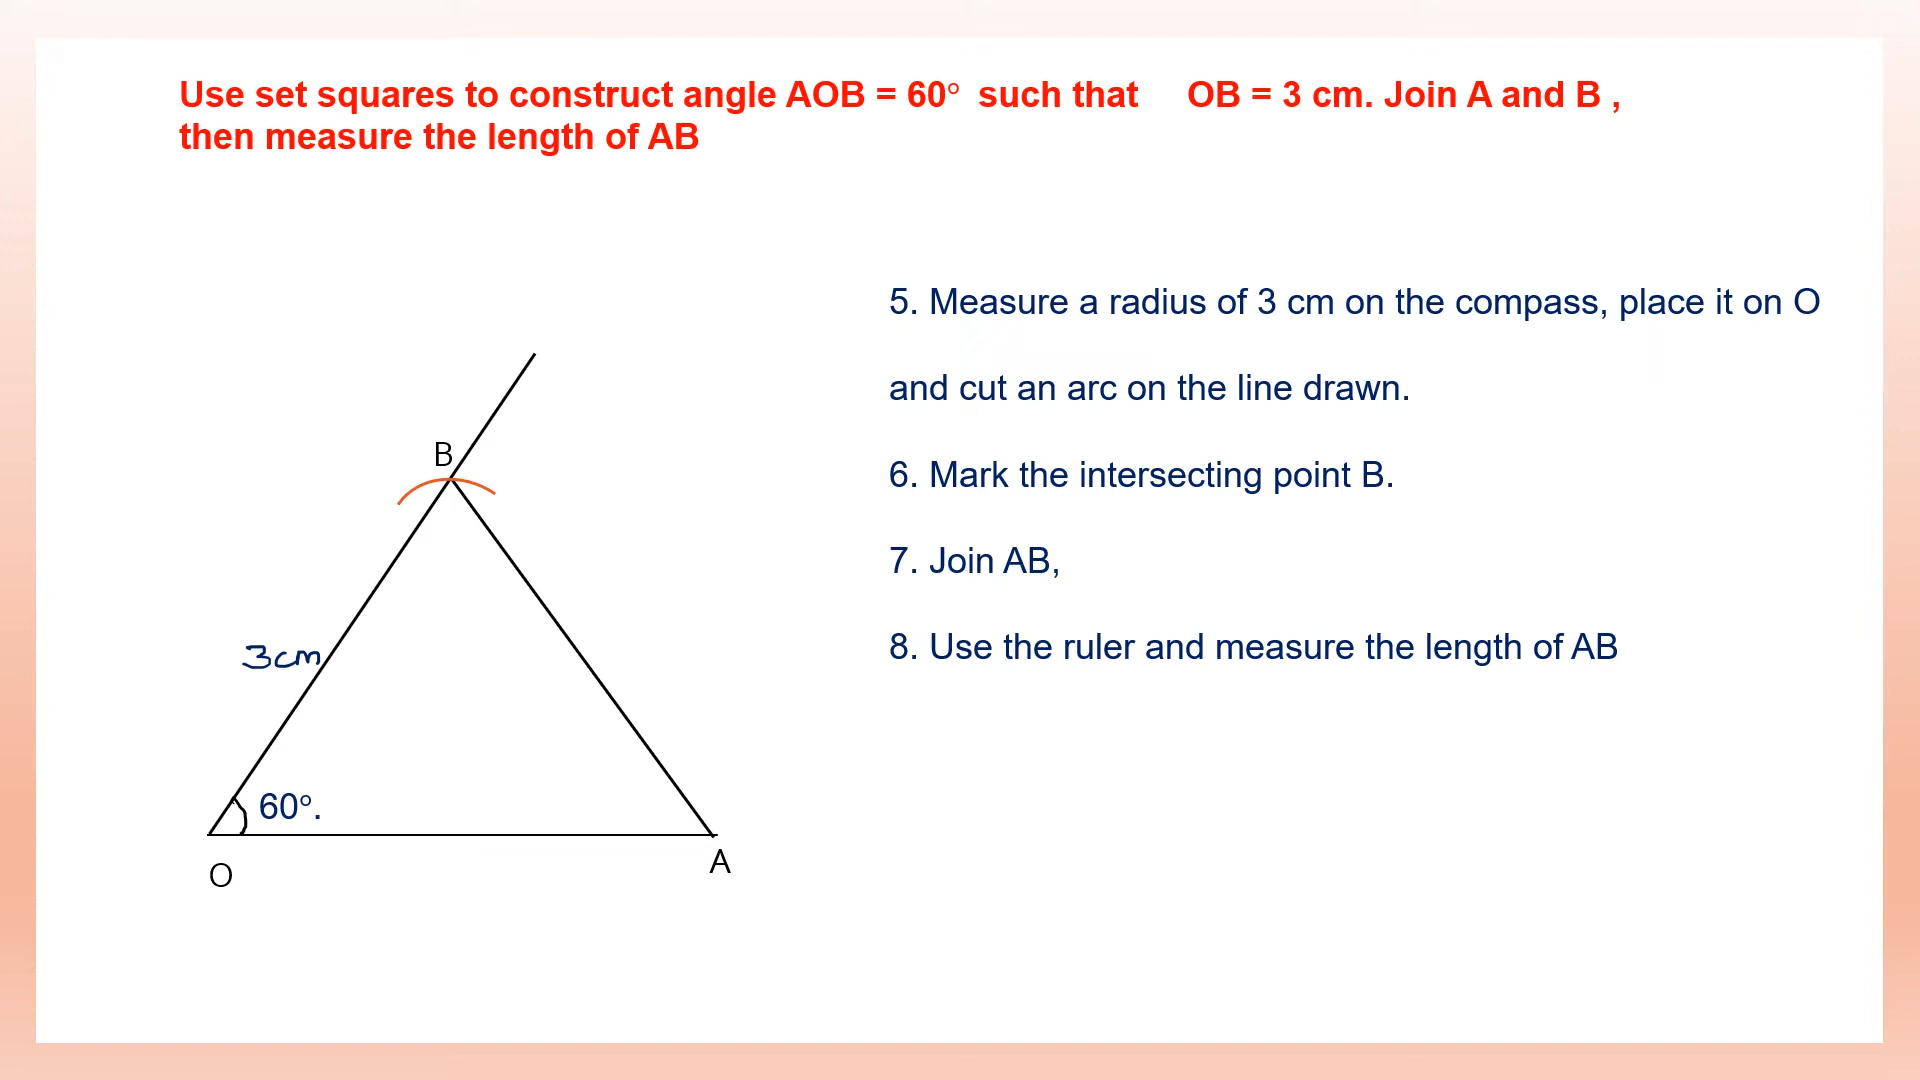 Use set squares to construct angle AOB = 60° such that OB = 3 cm. Join A and B ,
then measure the length of AB
5. Measure a radius of 3 cm on the compass, place it on O
and cut an arc on the line drawn.
6. Mark the intersecting point B.
7. Join AB,
8. Use the ruler and measure the length of AB
B
3cm
60°.
O
A